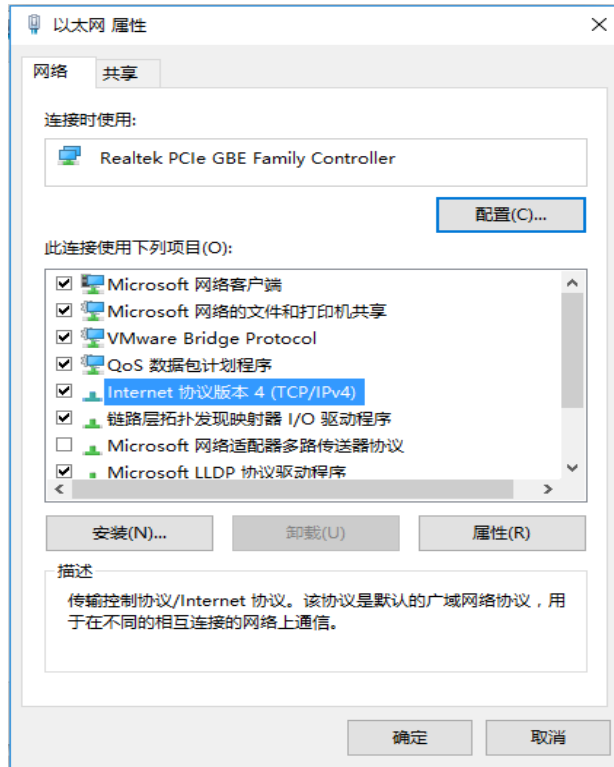 以太网 属性
网络
共享
连接时使用:
Realtek PCIe GBE Family Controller
配置(C)...
此连接使用下列项目(O):
Microsoft 网络客户端
Microsoft 网络的文件和打印机共享
VMware Bridge Protocol
QoS 数据包计划程序
Internet 协议版本 4 (TCP/IPv4)
链路层拓扑发现映射器 I/O 驱动程序
Microsoft 网络适配器多路传送器协议
Microsoft LLDP 协议驱动程序
安装(N)...
卸载(U)
属性(R)
描述
传输控制协议/Internet 协议。该协议是默认的广域网络协议，用
于在不同的相互连接的网络上通信。
确定
取消